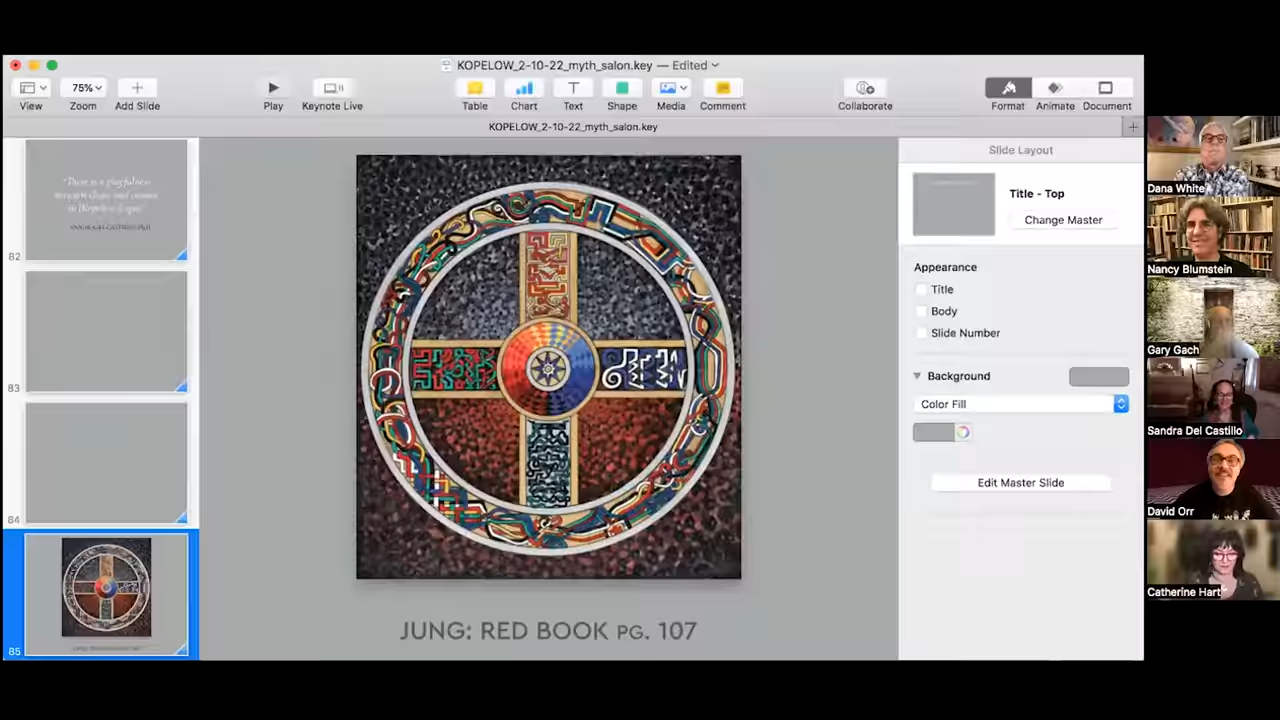 KOPELOW_2-10-22_myth_salon.key — Edited
75%
View
Zoom
Add Slide
Play
Keynote Live
Table
Chart
Text
Shape
Media
Comment
Collaborate
Format
Animate
Document
KOPELOW_2-10-22_myth_salon.key
82
83
84
85
JUNG: RED BOOK PG. 107
Slide Layout
Title - Top
Change Master
Appearance
Title
Body
Slide Number
Background
Color Fill
Edit Master Slide
Dana White
Nancy Blumstein
Gary Gach
Sandra Del Castillo
David Orr
Catherine Hart